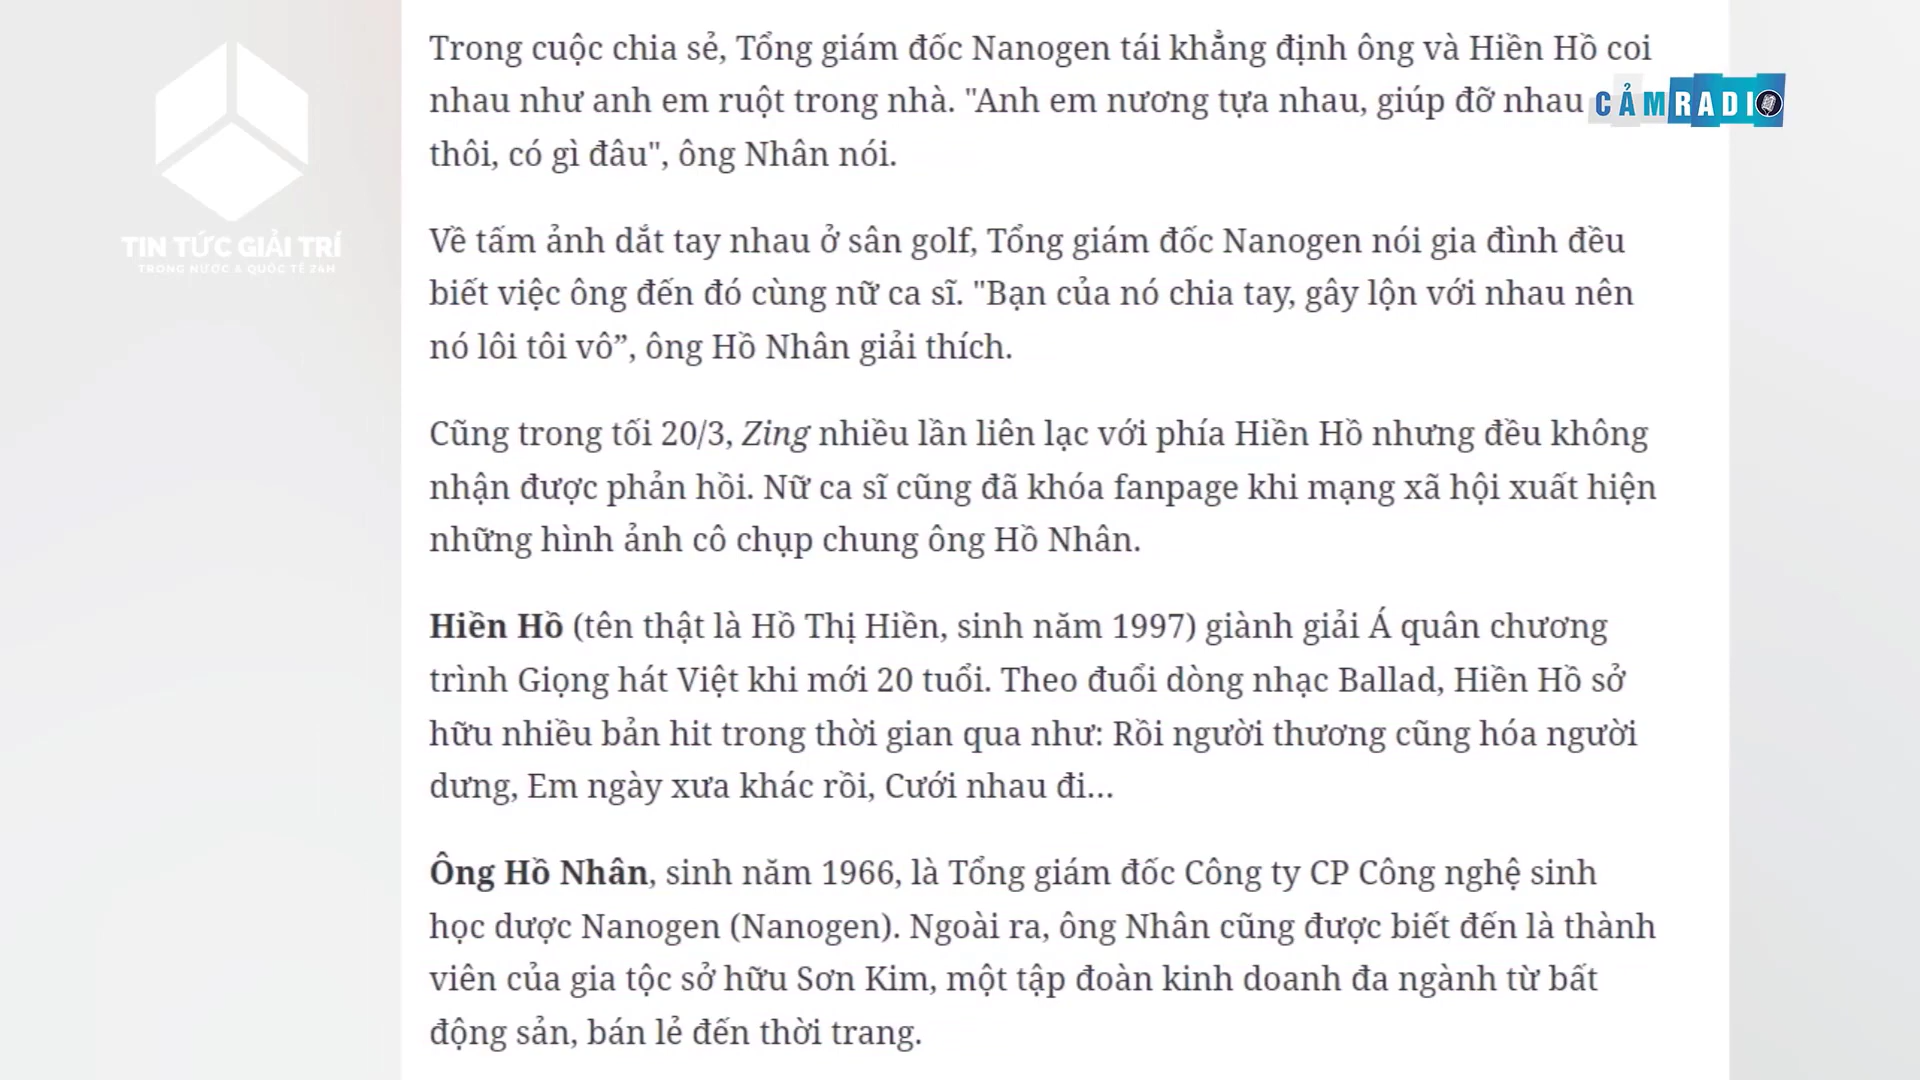 Trong cuộc chia sẻ, Tổng giám đốc Nanogen tái khẳng định ông và Hiền Hồ coi
nhau như anh em ruột trong nhà. "Anh em nương tựa nhau, giúp đỡ nhau
thôi, có gì đâu", ông Nhân nói.
CẢMRADIO
TIN TỨC GIẢI TRÍ
TRONG NƯỚC & QUỐC TẾ 24H
Về tấm ảnh dắt tay nhau ở sân golf, Tổng giám đốc Nanogen nói gia đình đều
biết việc ông đến đó cùng nữ ca sĩ. "Bạn của nó chia tay, gây lộn với nhau nên
nó lôi tôi vô”, ông Hồ Nhân giải thích.
Cũng trong tối 20/3, Zing nhiều lần liên lạc với phía Hiền Hồ nhưng đều không
nhận được phản hồi. Nữ ca sĩ cũng đã khóa fanpage khi mạng xã hội xuất hiện
những hình ảnh cô chụp chung ông Hồ Nhân.
Hiền Hồ (tên thật là Hồ Thị Hiền, sinh năm 1997) giành giải Á quân chương
trình Giọng hát Việt khi mới 20 tuổi. Theo đuổi dòng nhạc Ballad, Hiền Hồ sở
hữu nhiều bản hit trong thời gian qua như: Rồi người thương cũng hóa người
dưng, Em ngày xưa khác rồi, Cưới nhau đi...
Ông Hồ Nhân, sinh năm 1966, là Tổng giám đốc Công ty CP Công nghệ sinh
học dược Nanogen (Nanogen). Ngoài ra, ông Nhân cũng được biết đến là thành
viên của gia tộc sở hữu Sơn Kim, một tập đoàn kinh doanh đa ngành từ bất
động sản, bán lẻ đến thời trang.